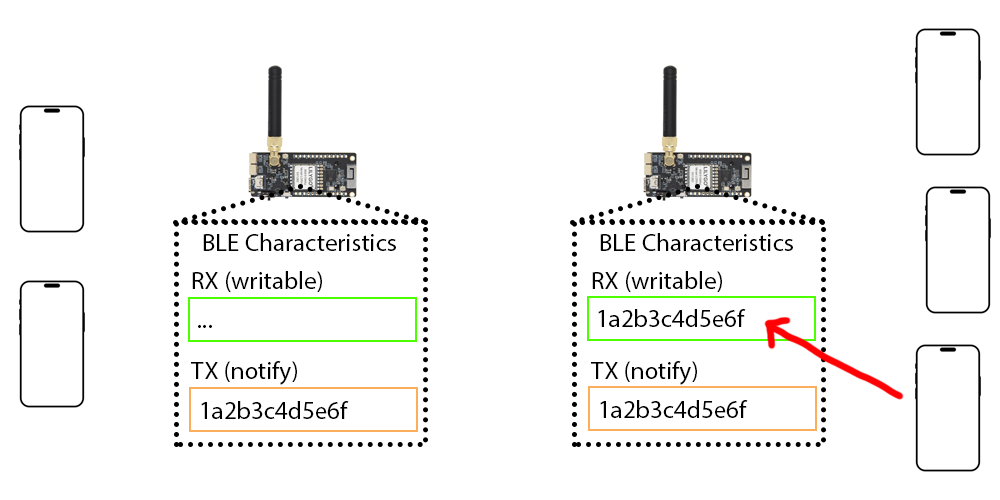 BLE Characteristics
RX (writable)
...
TX (notify)
1a2b3c4d5e6f
BLE Characteristics
RX (writable)
1a2b3c4d5e6f
TX (notify)
1a2b3c4d5e6f